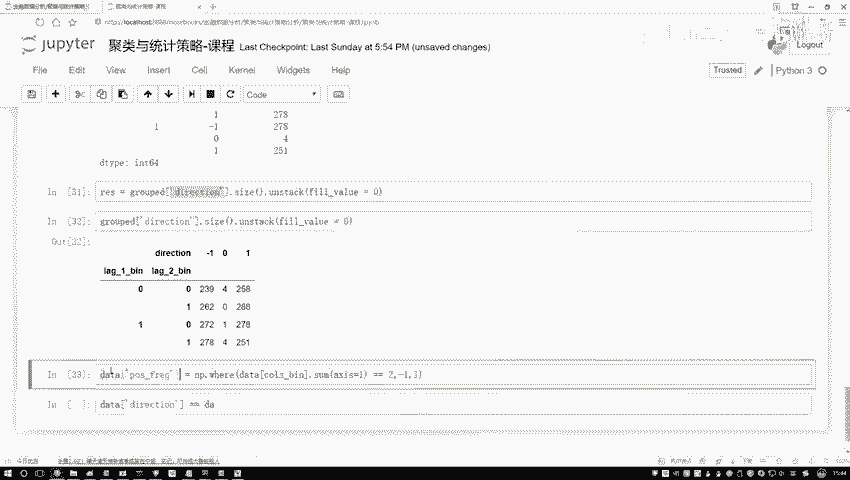 jupyter 聚类与统计策略-课程 Last Checkpoint: Last Sunday at 5:54 PM (unsaved changes)
Logout
File Edit View Insert Cell Kernel Widgets Help
Trusted
Python 3
Code
1 278
1 -1 278
0 4
1 251
dtype: int64
In [31]: res = grouped["direction"].size().unstack(fill_value = 0)
In [32]: grouped["direction"].size().unstack(fill_value = 0)
Out[32]:
direction -1 0 1
lag_1_bin lag_2_bin
0 0 239 4 258
1 262 0 288
1 0 272 1 278
1 278 4 251
In [33]: data["pos_freq"] = np.where(data[cols_bin].sum(axis=1) == 2,-1,1)
In [ ]: data["direction"] == da
15:44